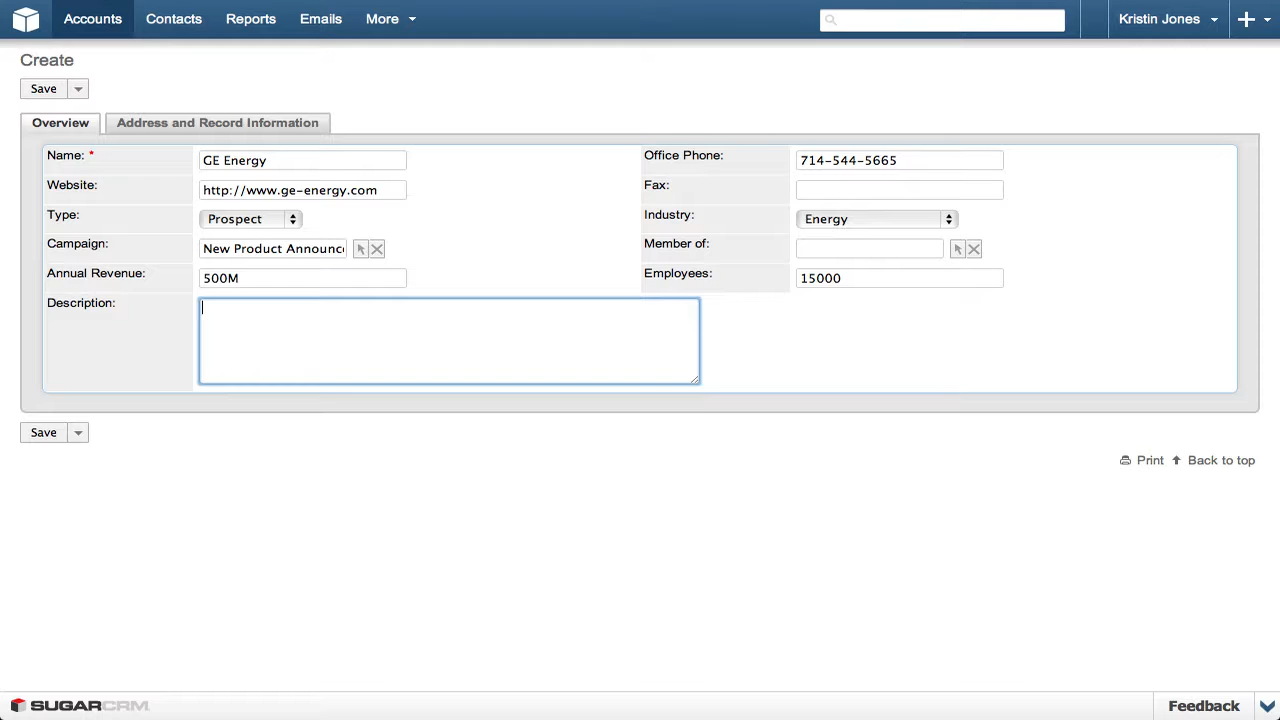 Accounts Contacts Reports Emails More Kristin Jones
Create
Save
Overview Address and Record Information
Name: * GE Energy Office Phone: 714-544-5665
Website: http://www.ge-energy.com Fax:
Type: Prospect Industry: Energy
Campaign: New Product Announc Member of:
Annual Revenue: 500M Employees: 15000
Description:
Save
Print Back to top
SUGARCRM Feedback